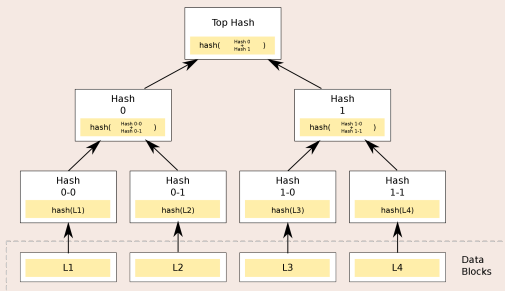 Top Hash
hash( Hash 0 + Hash 1 )
Hash
0
hash( Hash 0-0 + Hash 0-1 )
Hash
1
hash( Hash 1-0 + Hash 1-1 )
Hash
0-0
hash(L1)
Hash
0-1
hash(L2)
Hash
1-0
hash(L3)
Hash
1-1
hash(L4)
L1
L2
L3
L4
Data
Blocks